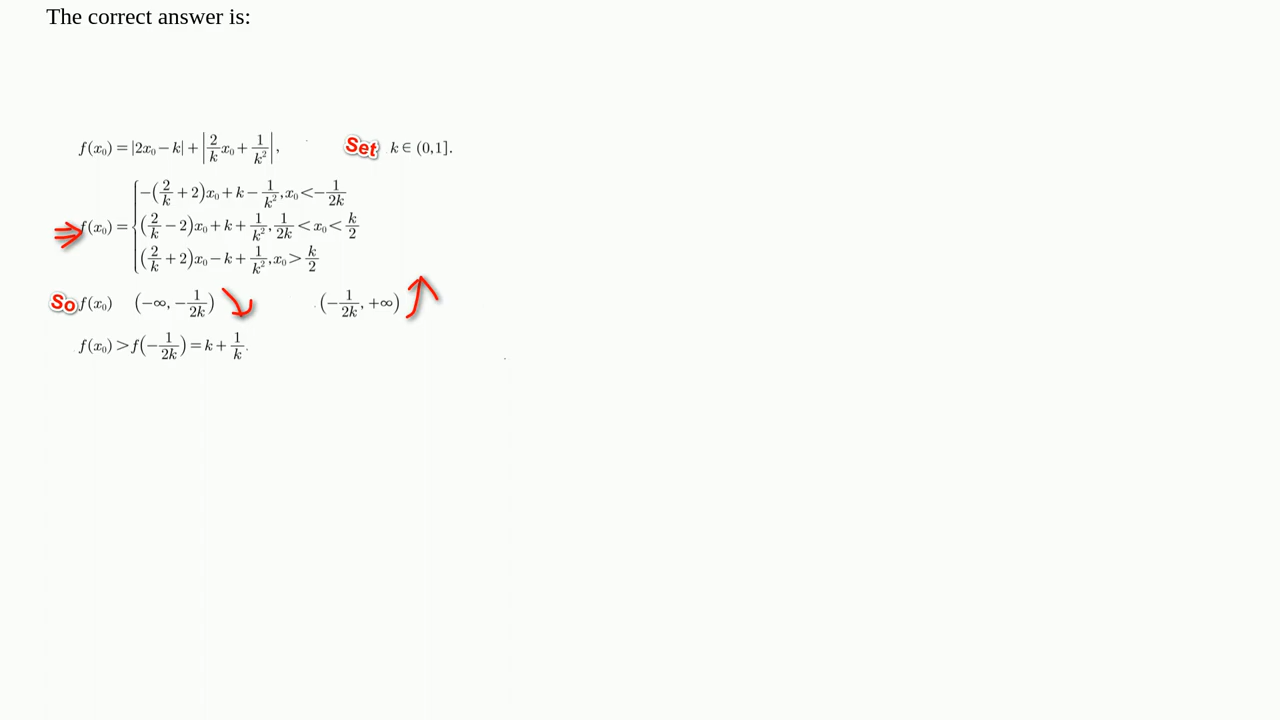 The correct answer is:
f(x₀) = |2x₀ − k| + |2/k x₀ + 1/k²|, Set k ∈ (0,1].
f(x₀) = { −(2/k + 2)x₀ + k − 1/k², x₀ < −1/2k
(2/k − 2)x₀ + k + 1/k², 1/2k < x₀ < k/2
(2/k + 2)x₀ − k + 1/k², x₀ > k/2
So f(x₀) (−∞, −1/2k) (−1/2k, +∞)
f(x₀) > f(−1/2k) = k + 1/k.